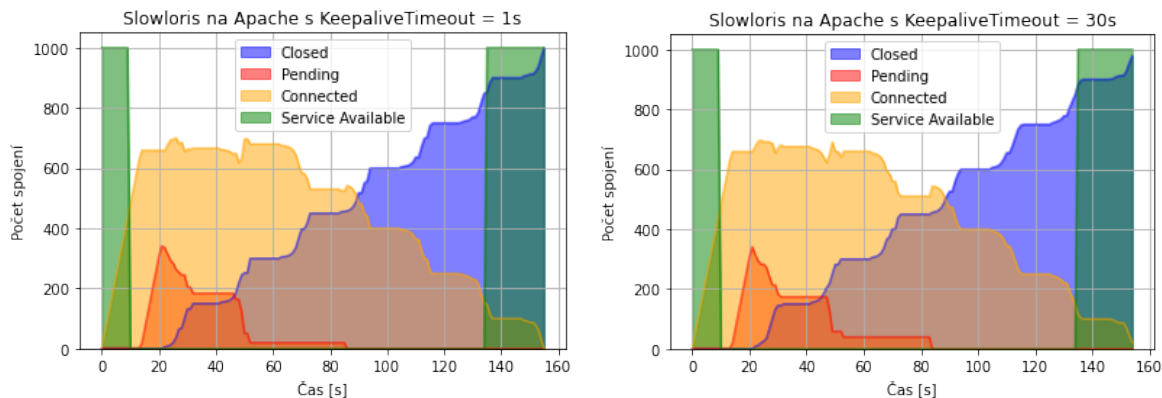 Slowloris na Apache s KeepaliveTimeout = 1s
Closed
Pending
Connected
Service Available
Počet spojení
1000
800
600
400
200
0
0 20 40 60 80 100 120 140 160
Čas [s]
Slowloris na Apache s KeepaliveTimeout = 30s
Closed
Pending
Connected
Service Available
Počet spojení
1000
800
600
400
200
0
0 20 40 60 80 100 120 140 160
Čas [s]